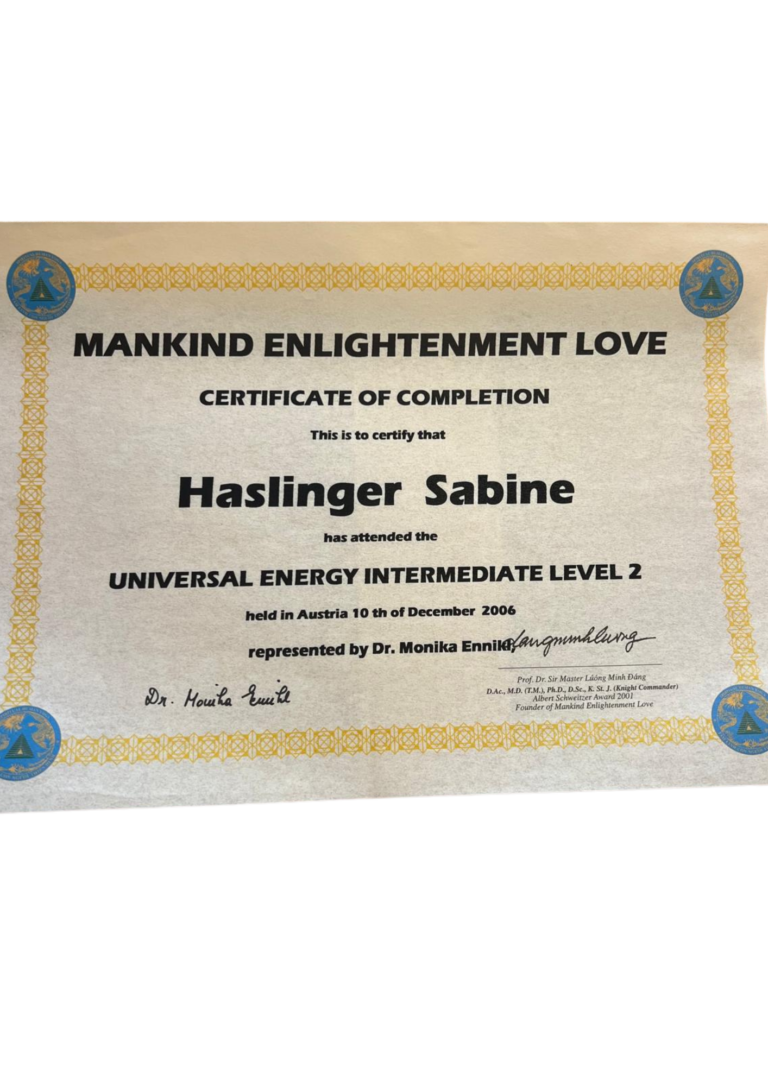 MANKIND ENLIGHTENMENT LOVE
CERTIFICATE OF COMPLETION
This is to certify that
Haslinger Sabine
has attended the
UNIVERSAL ENERGY INTERMEDIATE LEVEL 2
held in Austria 10 th of December 2006
represented by Dr. Monika Ennikl,
Prof. Dr. Sir Master Lương Minh Đáng
D.Ac., M.D. (T.M.), Ph.D., D.Sc., K. St. J. (Knight Commander)
Albert Schweitzer Award 2001
Founder of Mankind Enlightenment Love
Dr. Monika Ennikl